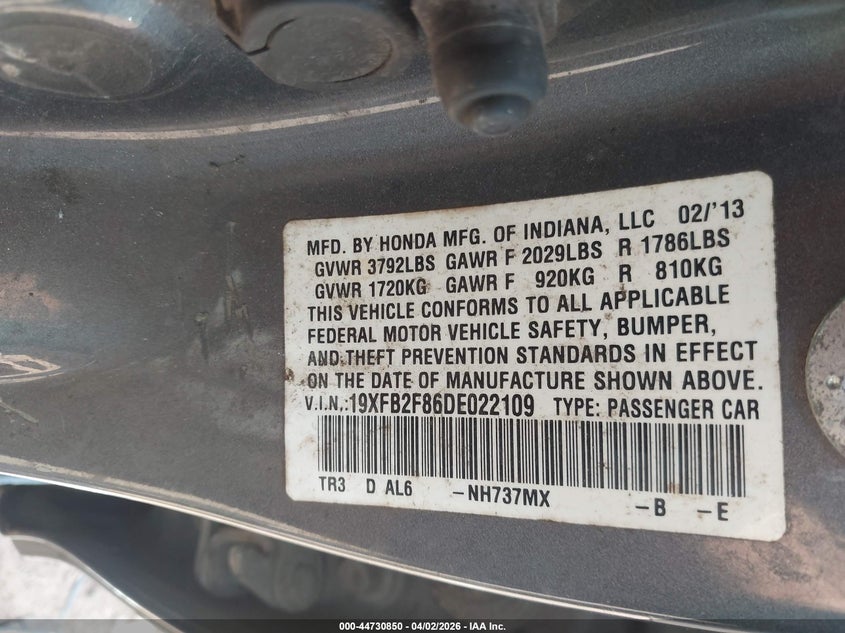 MFD. BY HONDA MFG. OF INDIANA, LLC 02/'13
GVWR 3792LBS GAWR F 2029LBS R 1786LBS
GVWR 1720KG GAWR F 920KG R 810KG
THIS VEHICLE CONFORMS TO ALL APPLICABLE
FEDERAL MOTOR VEHICLE SAFETY, BUMPER,
AND THEFT PREVENTION STANDARDS IN EFFECT
ON THE DATE OF MANUFACTURE SHOWN ABOVE.
V.I.N.:19XFB2F86DE022109 TYPE: PASSENGER CAR
TR3 D AL6 -NH737MX -B -E
000-44730850 - 04/02/2026 - IAA Inc.